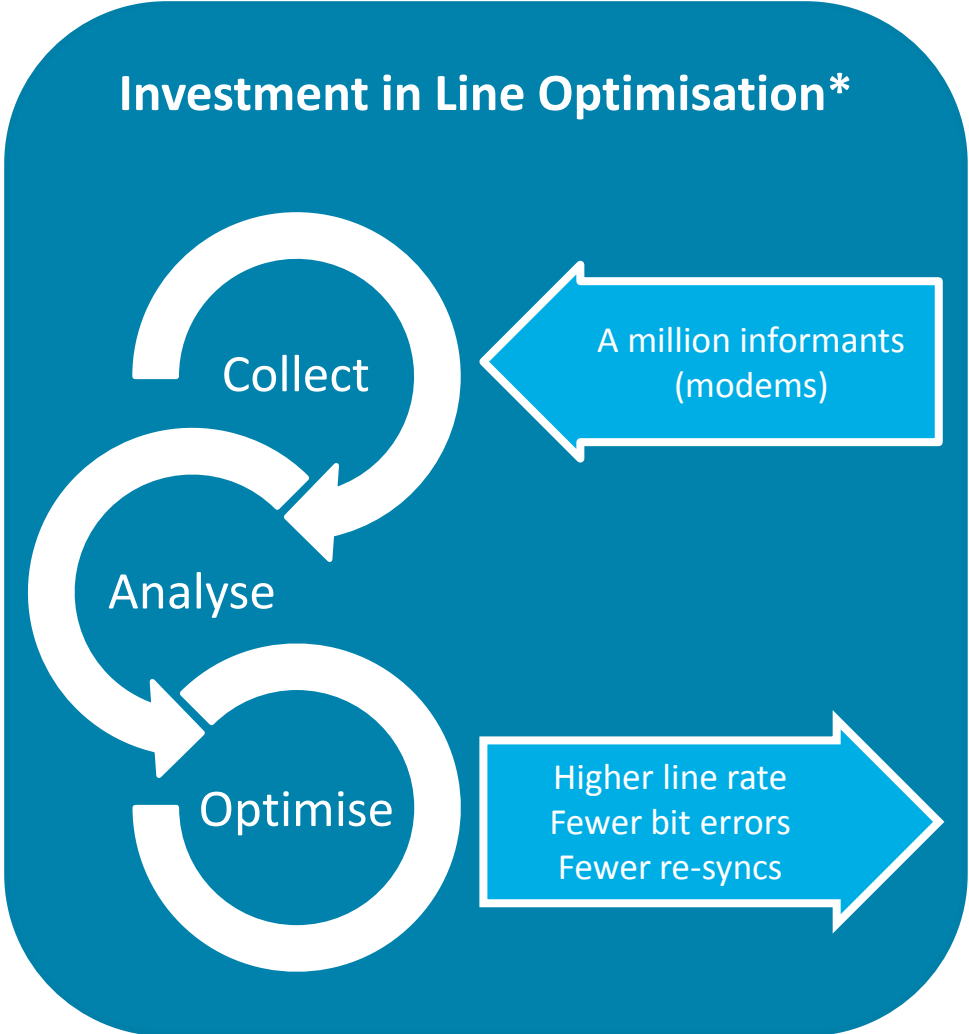 Investment in Line Optimisation*
Collect
A million informants
(modems)
Analyse
Optimise
Higher line rate
Fewer bit errors
Fewer re-syncs